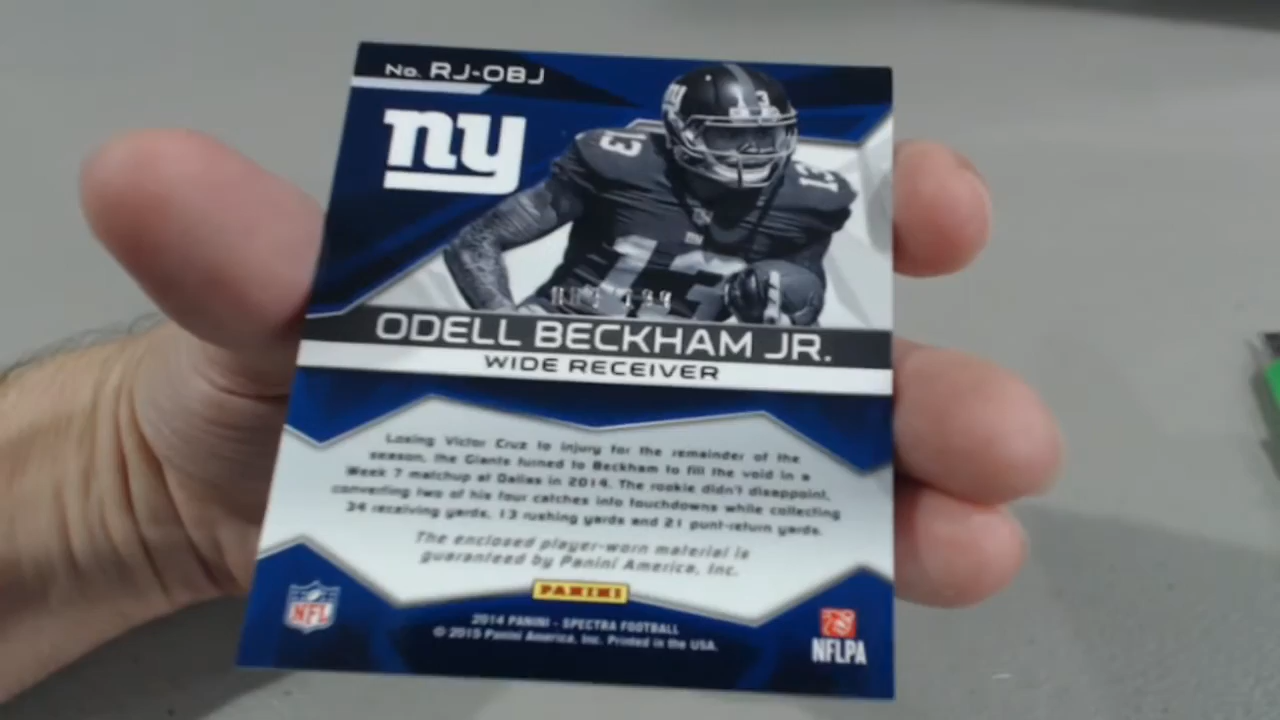 No. RJ-OBJ
ny
13
13
13
13
ODELL BECKHAM JR.
WIDE RECEIVER
Losing Victor Cruz to injury for the remainder of the
season, the Giants turned to Beckham to fill the void in a
Week 7 matchup at Dallas in 2014. The rookie didn't disappoint,
converting two of his four catches into touchdowns while collecting
34 receiving yards, 13 rushing yards and 21 punt-return yards.
The enclosed player-worn material is
guaranteed by Panini America, Inc.
PANINI
NFL
2014 PANINI - SPECTRA FOOTBALL
© 2015 Panini America, Inc. Printed in the USA.
NFLPA